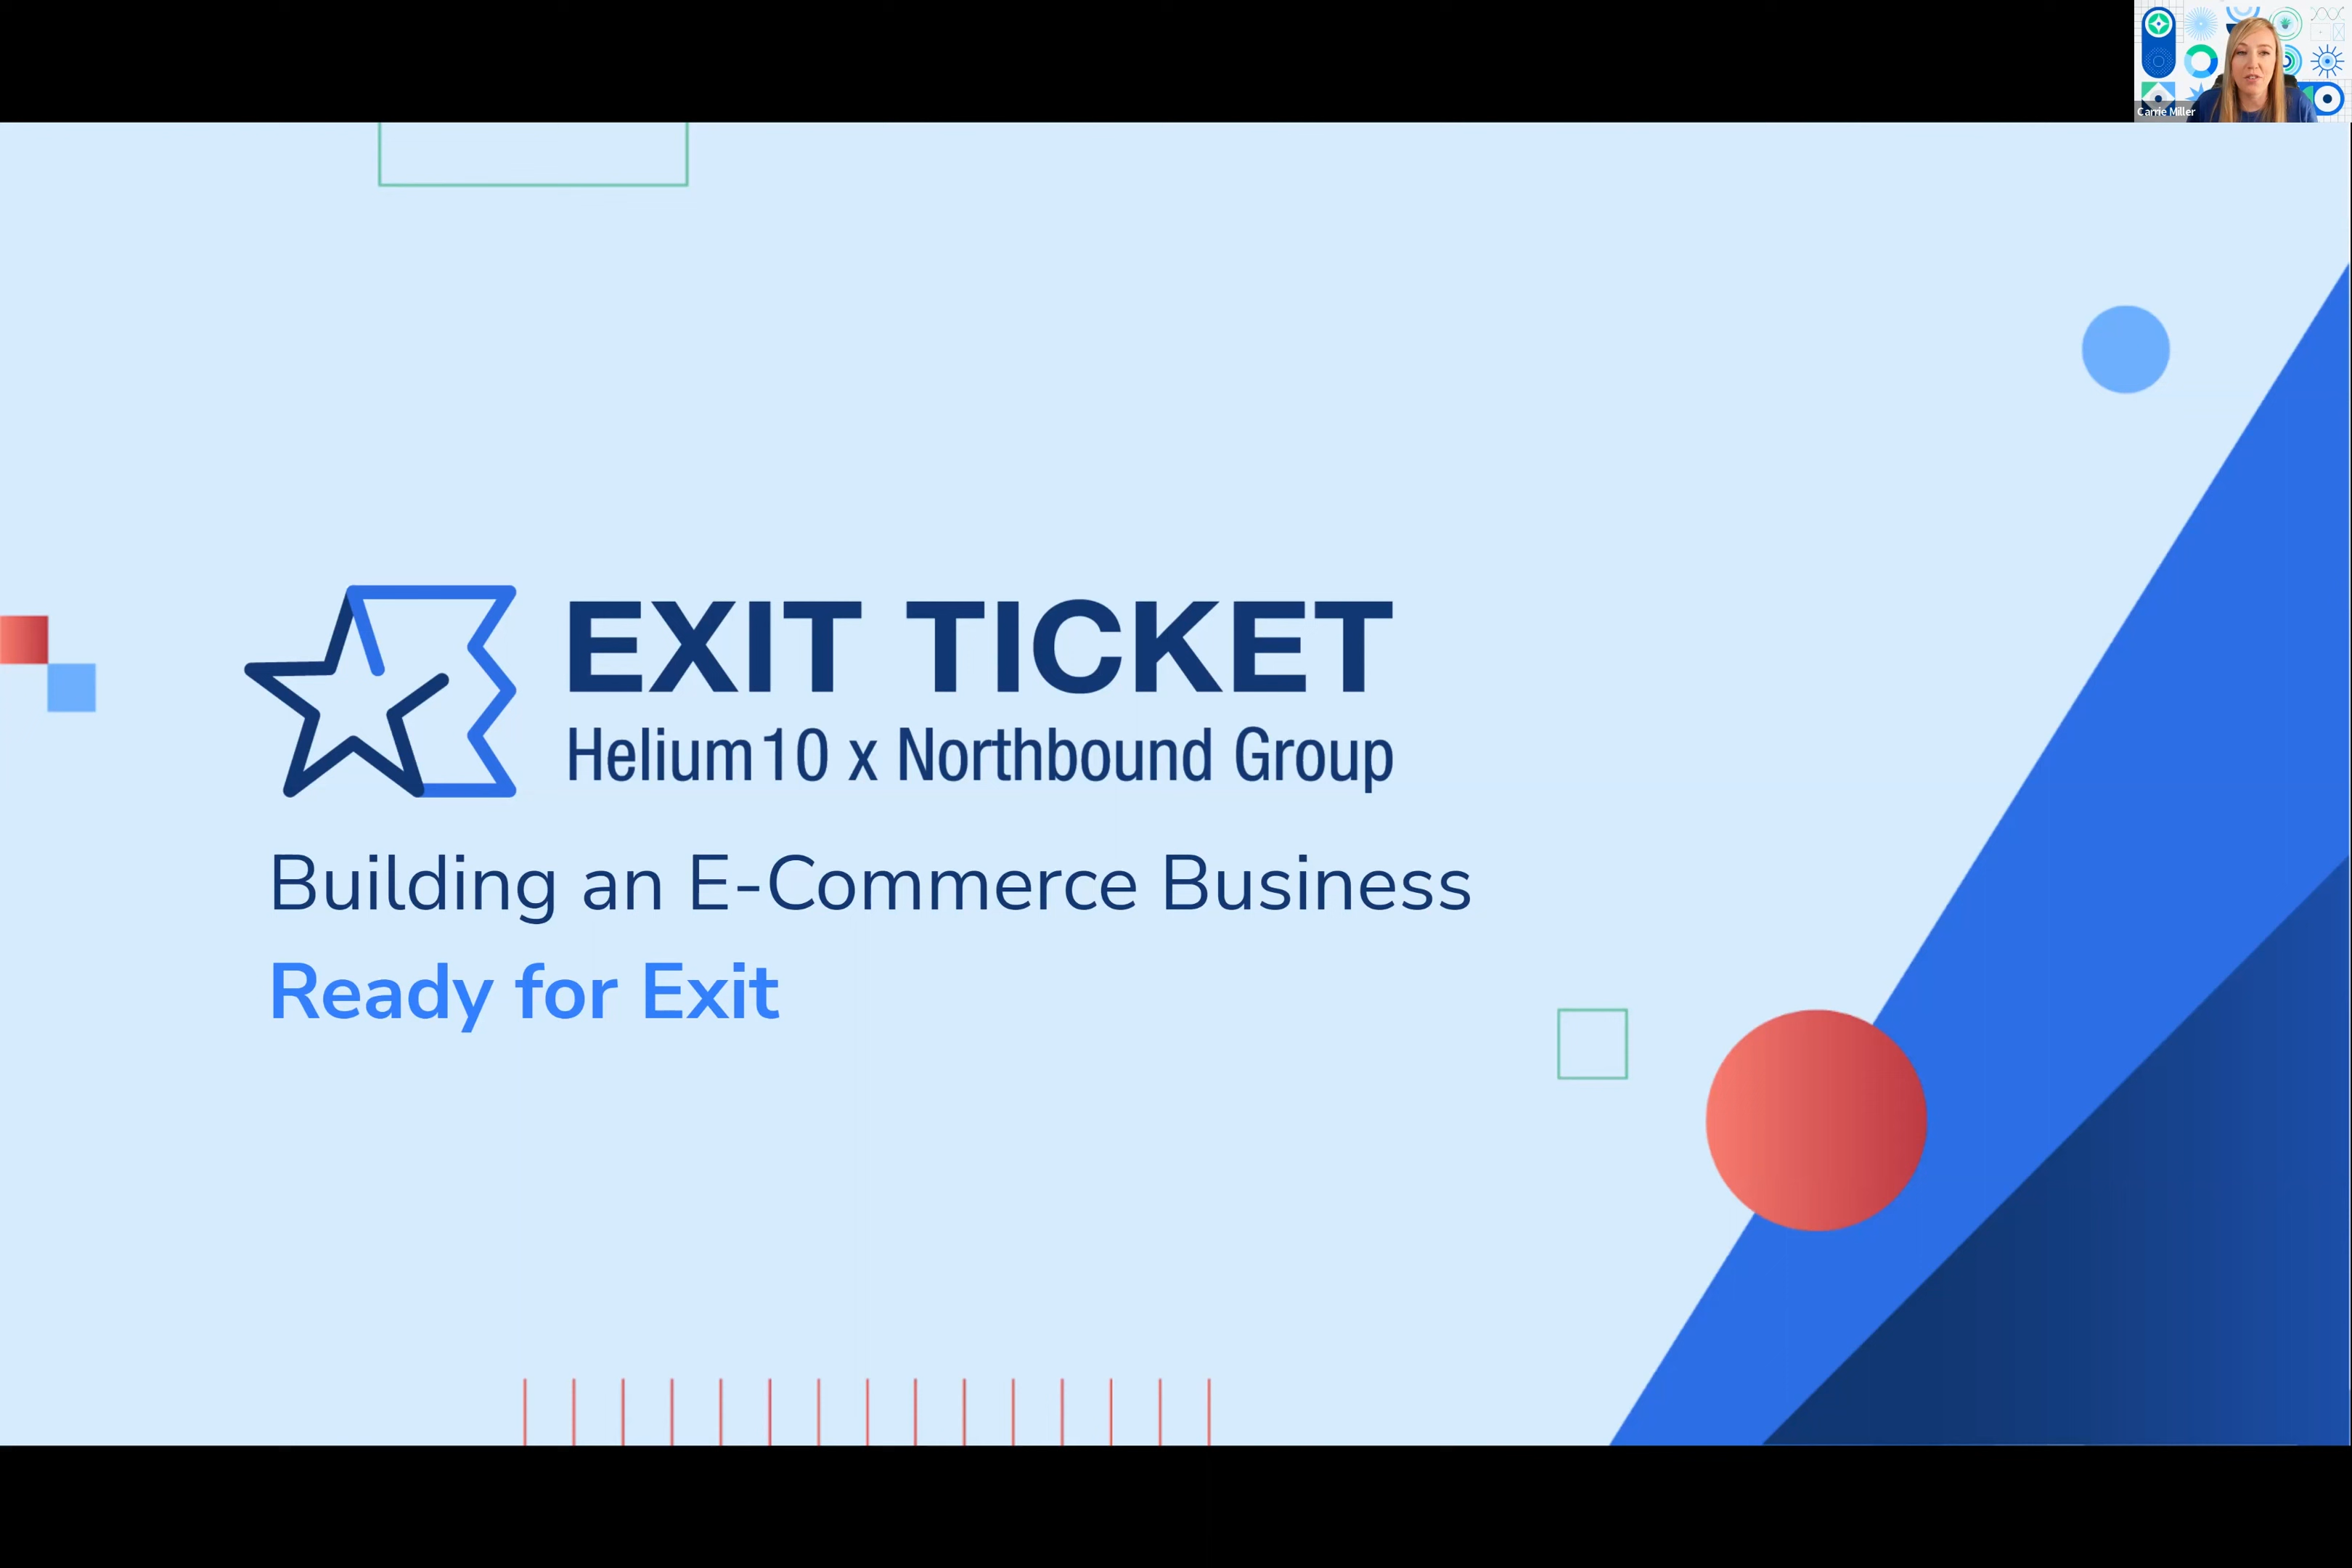 Carrie Miller
EXIT TICKET
Helium10 x Northbound Group
Building an E-Commerce Business
Ready for Exit